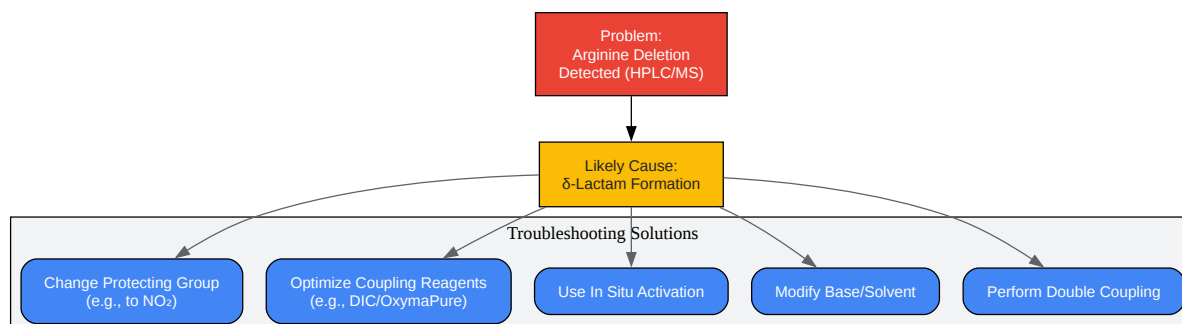 Problem:
Arginine Deletion
Detected (HPLC/MS)
Likely Cause:
δ-Lactam Formation
Troubleshooting Solutions
Change Protecting Group
(e.g., to NO₂)
Optimize Coupling Reagents
(e.g., DIC/OxymaPure)
Use In Situ Activation
Modify Base/Solvent
Perform Double Coupling